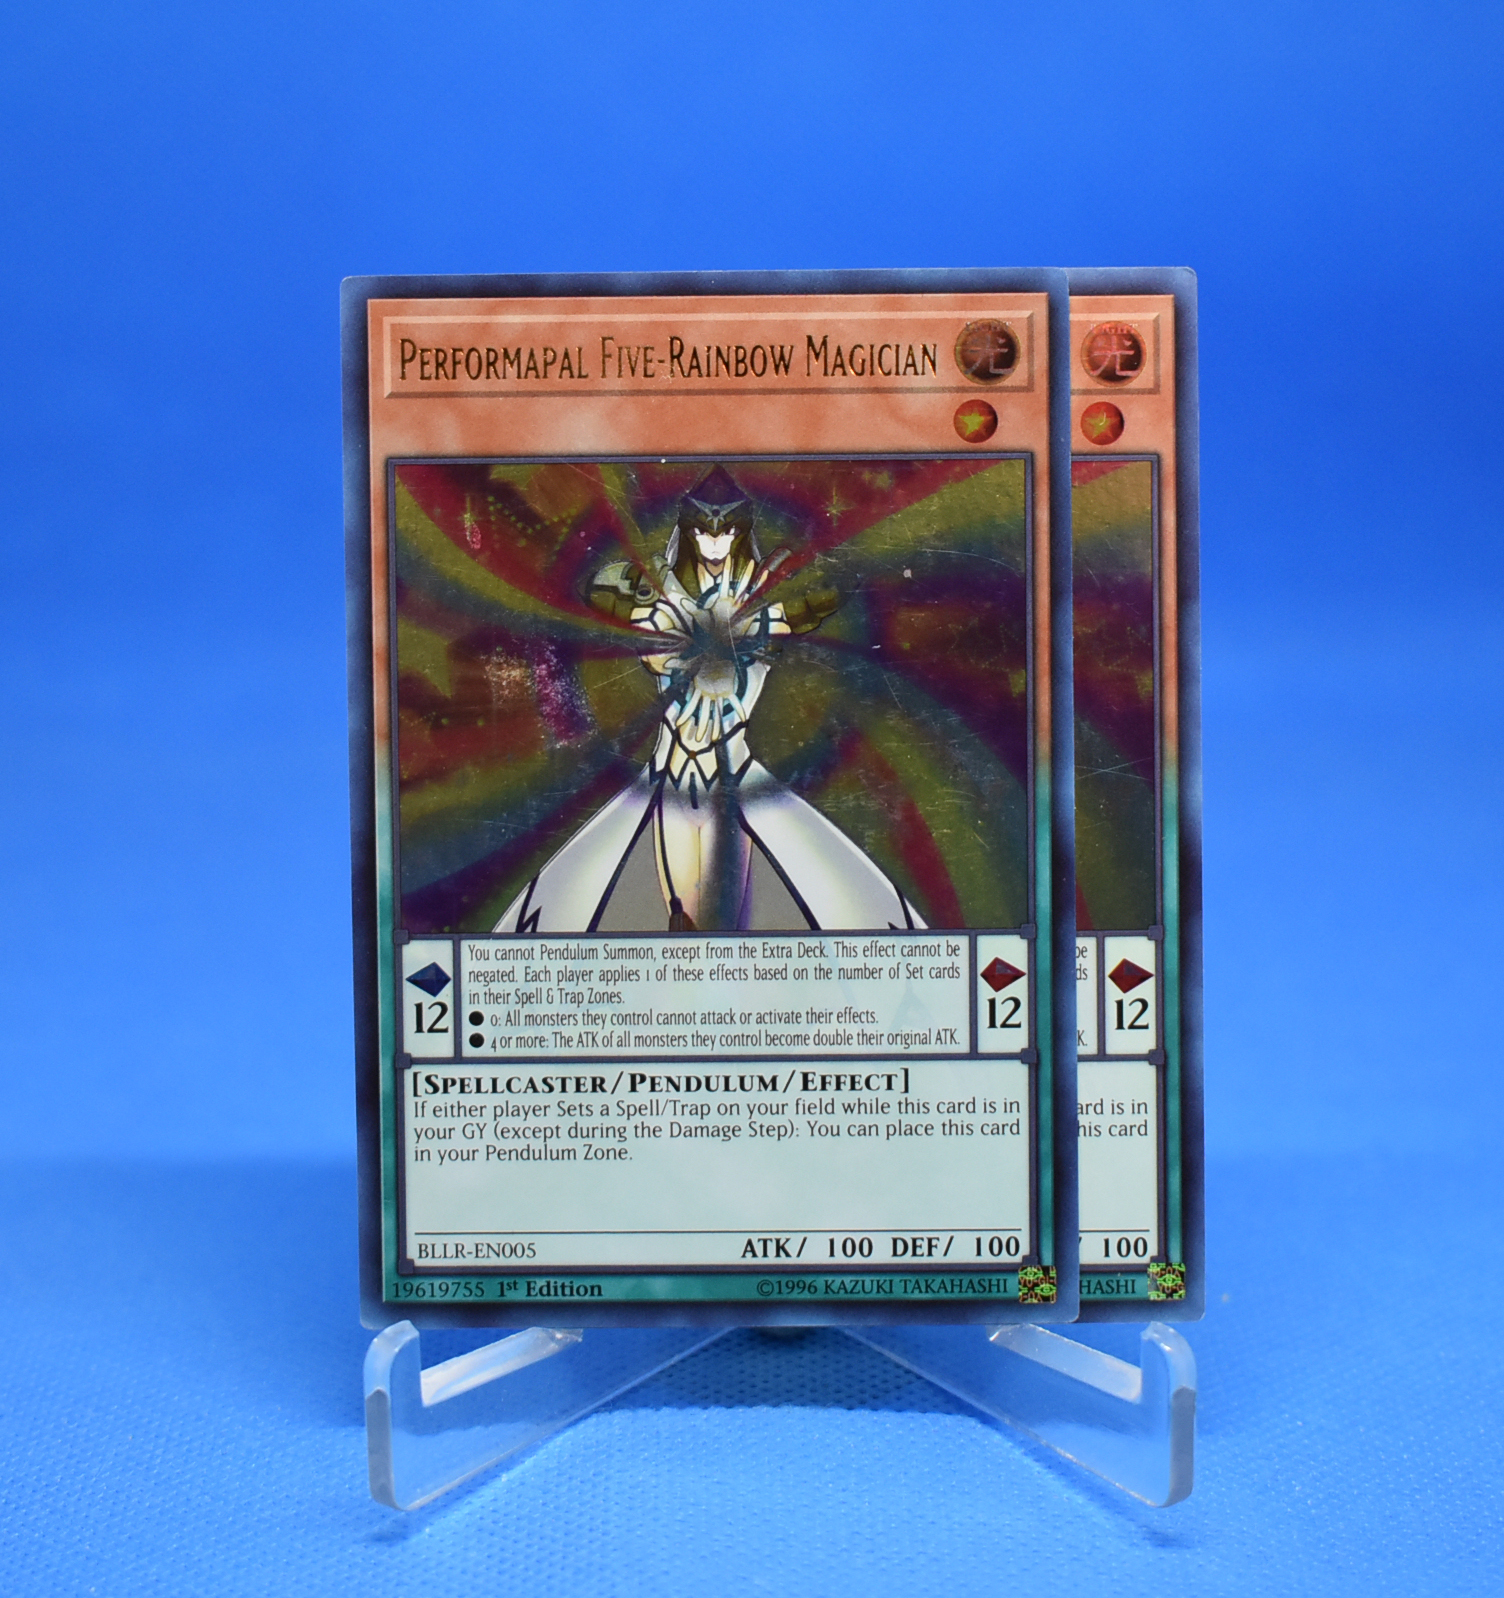 PERFORMAPAL FIVE-RAINBOW MAGICIAN
光 光
You cannot Pendulum Summon, except from the Extra Deck. This effect cannot be
negated. Each player applies 1 of these effects based on the number of Set cards
in their Spell & Trap Zones.
● 0: All monsters they control cannot attack or activate their effects.
● 4 or more: The ATK of all monsters they control become double their original ATK.
12
12
be
ds
K.
12
[SPELLCASTER/PENDULUM/EFFECT]
If either player Sets a Spell/Trap on your field while this card is in
your GY (except during the Damage Step): You can place this card
in your Pendulum Zone.
ard is in
his card
BLLR-EN005 ATK/ 100 DEF/ 100
/ 100
19619755 1st Edition ©1996 KAZUKI TAKAHASHI
HASHI